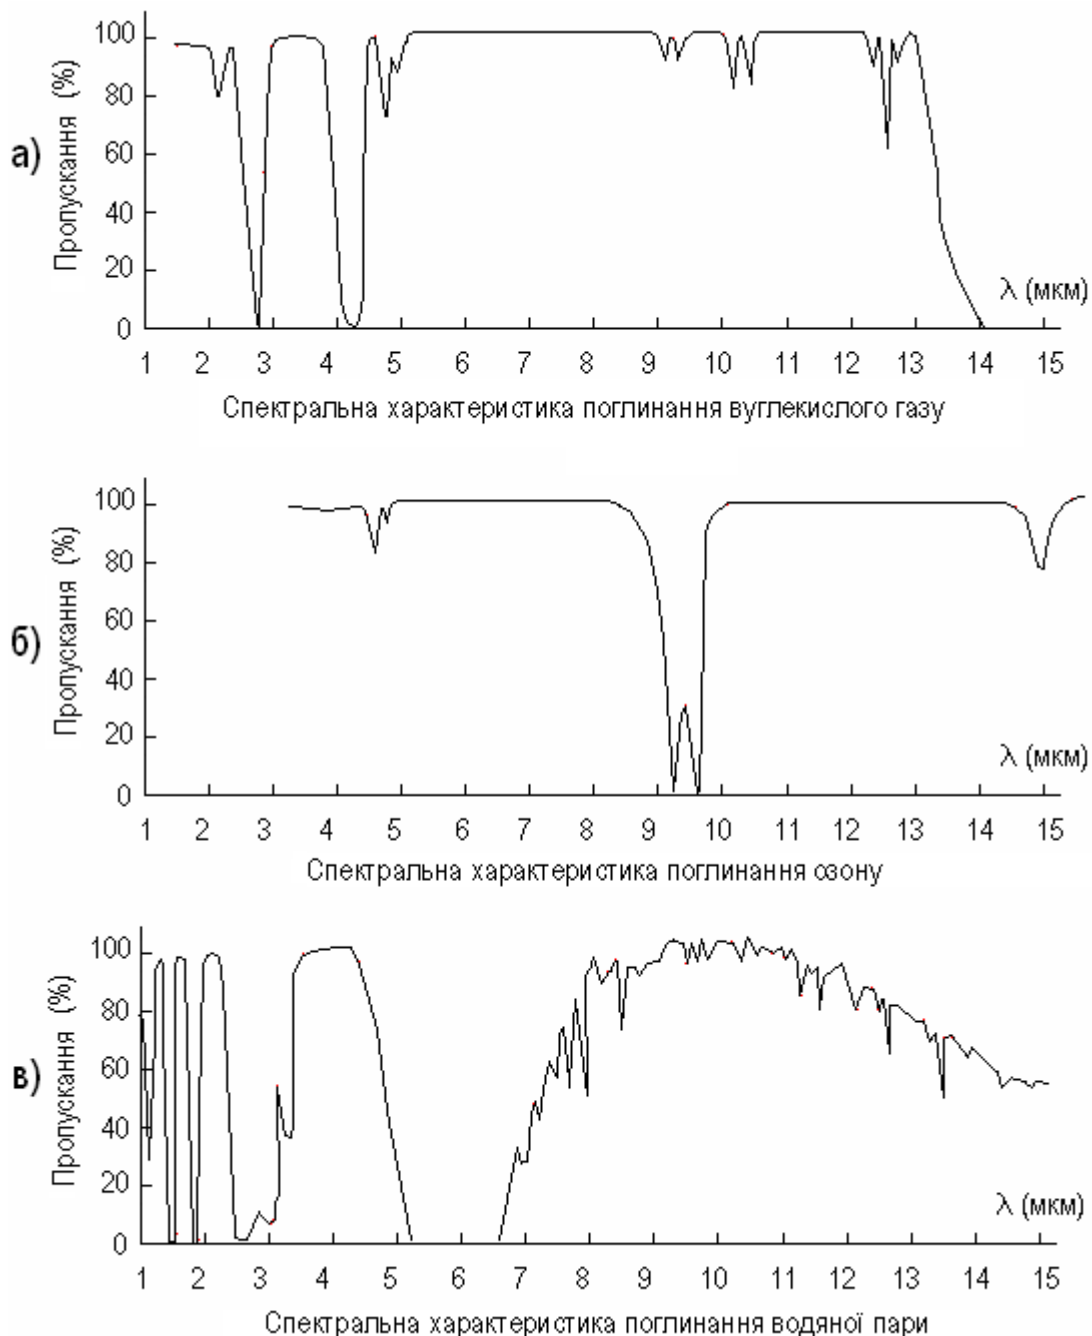 а)
Пропускання (%)
100
80
60
40
20
0
λ (мкм)
1 2 3 4 5 6 7 8 9 10 11 12 13 14 15
Спектральна характеристика поглинання вуглекислого газу
б)
Пропускання (%)
100
80
60
40
20
0
λ (мкм)
1 2 3 4 5 6 7 8 9 10 11 12 13 14 15
Спектральна характеристика поглинання озону
в)
Пропускання (%)
100
80
60
40
20
0
λ (мкм)
1 2 3 4 5 6 7 8 9 10 11 12 13 14 15
Спектральна характеристика поглинання водяної пари